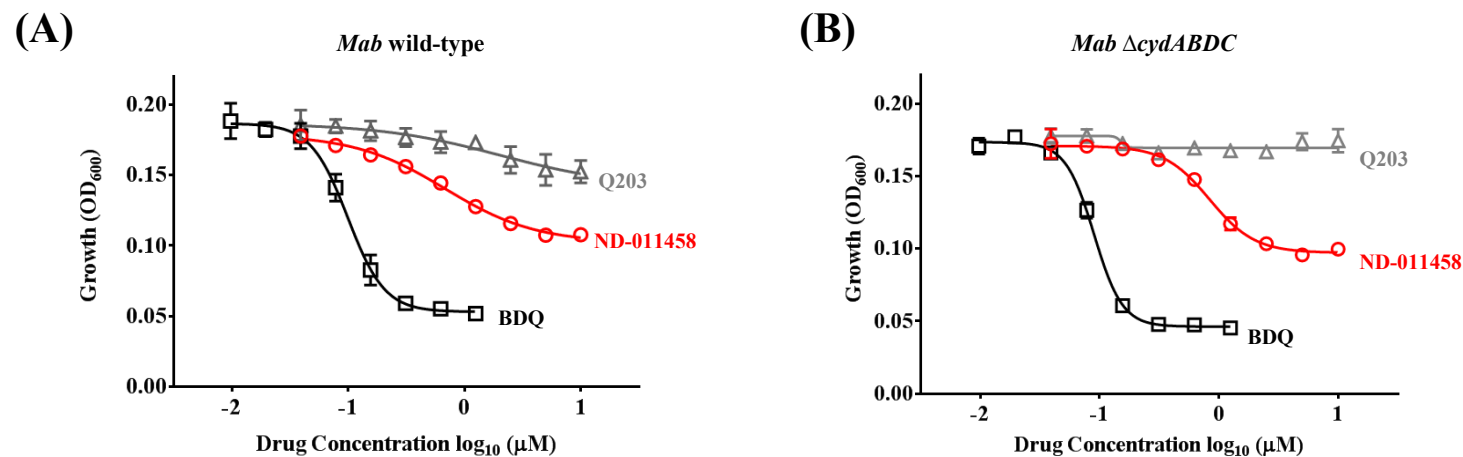 (A)
Mab wild-type
Growth (OD600)
0.20
0.15
0.10
0.05
0.00
-2
-1
0
1
Drug Concentration log10 (μM)
Q203
ND-011458
BDQ
(B)
Mab ΔcydABDC
Growth (OD600)
0.20
0.15
0.10
0.05
0.00
-2
-1
0
1
Drug Concentration log10 (μM)
Q203
ND-011458
BDQ